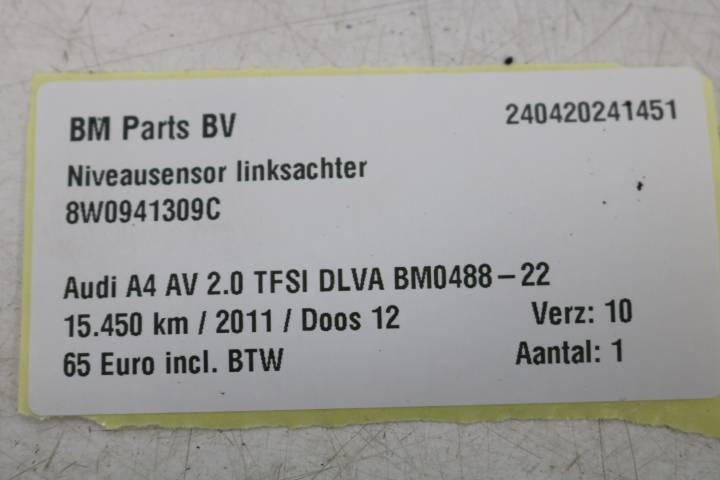 BM Parts BV 240420241451
Niveausensor linksachter
8W0941309C
Audi A4 AV 2.0 TFSI DLVA BM0488-22
15.450 km / 2011 / Doos 12 Verz: 10
65 Euro incl. BTW Aantal: 1